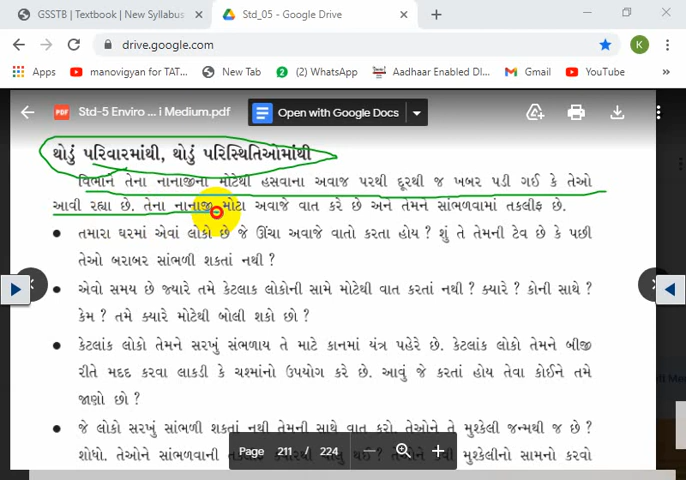 GSSTB | Textbook | New Syllabus
Std_05 - Google Drive
drive.google.com
K
Apps
manovigyan for TAT...
New Tab
(2) WhatsApp
Aadhaar Enabled DI...
Gmail
YouTube
PDF
Std-5 Enviro ... i Medium.pdf
Open with Google Docs
થોડું પરિવારમાંથી, થોડું પરિસ્થિતિઓમાંથી
વિભાને તેના નાનાજીના મોટેથી હસવાના અવાજ પરથી દૂરથી જ ખબર પડી ગઈ કે તેઓ
આવી રહ્યા છે. તેના નાનાજી મોટા અવાજે વાત કરે છે અને તેમને સાંભળવામાં તકલીફ છે.
● તમારા ઘરમાં એવાં લોકો છે જે ઊંચા અવાજે વાતો કરતા હોય ? શું તે તેમની ટેવ છે કે પછી
તેઓ બરાબર સાંભળી શકતાં નથી ?
● એવો સમય છે જ્યારે તમે કેટલાક લોકોની સામે મોટેથી વાત કરતાં નથી ? ક્યારે ? કોની સાથે ?
કેમ ? તમે ક્યારે મોટેથી બોલી શકો છો ?
● કેટલાંક લોકો તેમને સરખું સંભળાય તે માટે કાનમાં યંત્ર પહેરે છે. કેટલાંક લોકો તેમને બીજી
રીતે મદદ કરવા લાકડી કે ચશ્માંનો ઉપયોગ કરે છે. આવું જે કરતાં હોય તેવા કોઈને તમે
જાણો છો ?
● જે લોકો સરખું સાંભળી શકતાં નથી તેમની સાથે વાત કરો. તેઓને તે મુશ્કેલી જન્મથી જ છે ?
શોધો. તેઓને સાંભળવાની મુશ્કેલીનો સામનો કરવો
Page 211 / 224